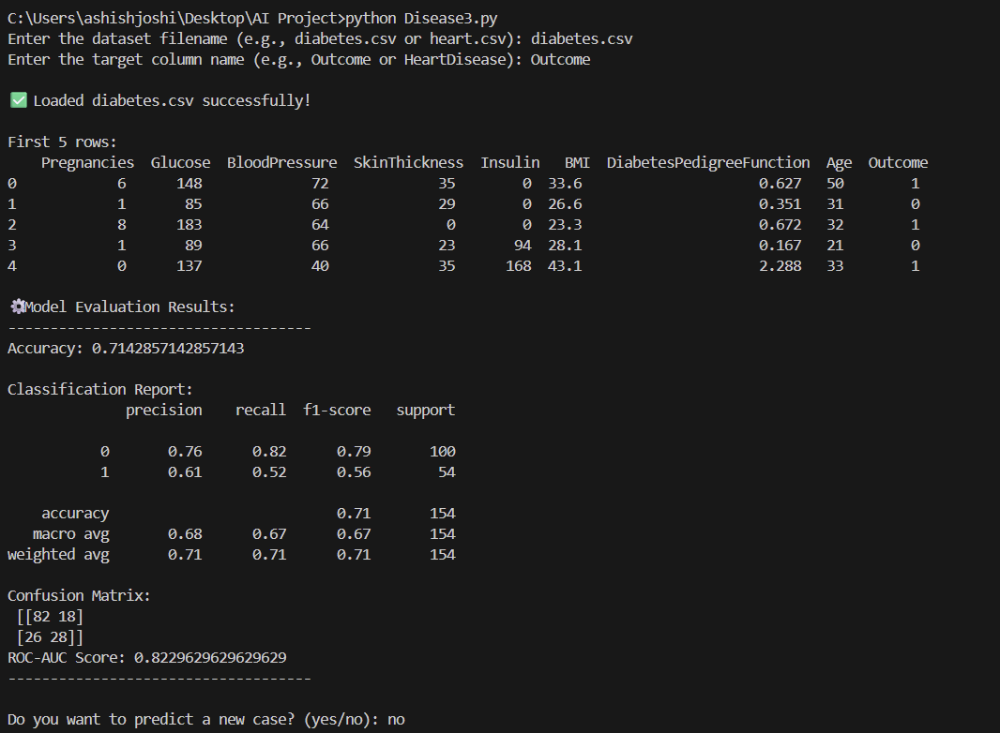 C:\Users\ashishjoshi\Desktop\AI Project>python Disease3.py
Enter the dataset filename (e.g., diabetes.csv or heart.csv): diabetes.csv
Enter the target column name (e.g., Outcome or HeartDisease): Outcome
✅ Loaded diabetes.csv successfully!
First 5 rows:
   Pregnancies  Glucose  BloodPressure  SkinThickness  Insulin   BMI  DiabetesPedigreeFunction  Age  Outcome
0            6      148             72             35        0  33.6                     0.627   50        1
1            1       85             66             29        0  26.6                     0.351   31        0
2            8      183             64              0        0  23.3                     0.672   32        1
3            1       89             66             23       94  28.1                     0.167   21        0
4            0      137             40             35      168  43.1                     2.288   33        1
⚙️Model Evaluation Results:
------------------------------------
Accuracy: 0.7142857142857143
Classification Report:
              precision    recall  f1-score   support
           0       0.76      0.82      0.79       100
           1       0.61      0.52      0.56        54
    accuracy                           0.71       154
   macro avg       0.68      0.67      0.67       154
weighted avg       0.71      0.71      0.71       154
Confusion Matrix:
 [[82 18]
 [26 28]]
ROC-AUC Score: 0.8229629629629629
------------------------------------
Do you want to predict a new case? (yes/no): no